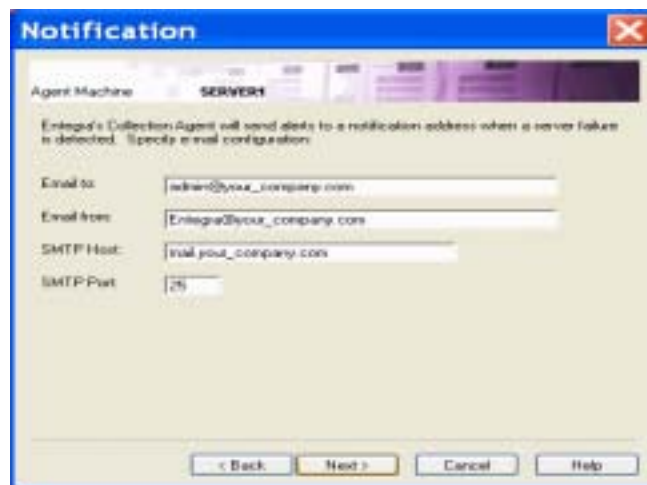 Notification
Agent Machine SERVER1
Entegra's Collection Agent will send alerts to a notification address when a server failure
is detected. Specify e-mail configuration:
Email to: admin@your_company.com
Email from: Entegra@your_company.com
SMTP Host: mail.your_company.com
SMTP Port: 25
< Back Next > Cancel Help